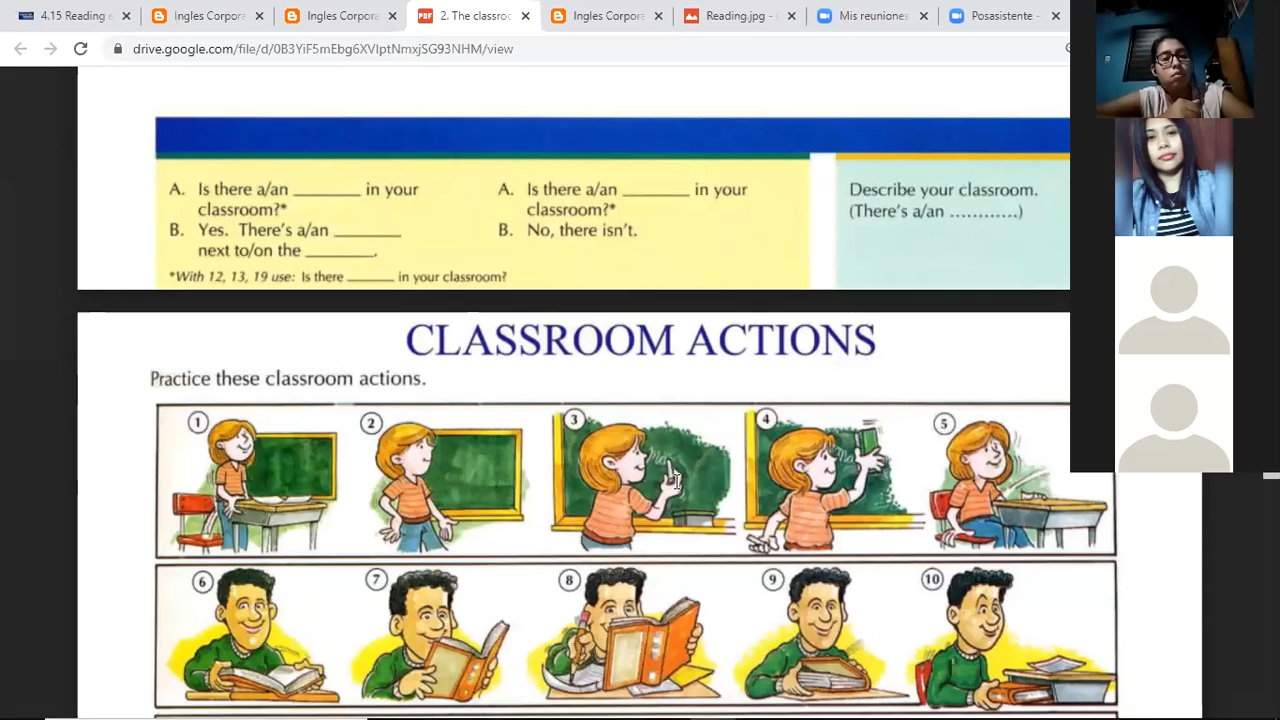 4.15 Reading e
Ingles Corpora
Ingles Corpora
2. The classroo
Ingles Corpora
Reading.jpg - G
Mis reuniones
Posasistente -
drive.google.com/file/d/0B3YiF5mEbg6XVlptNmxjSG93NHM/view
A. Is there a/an ________ in your
classroom?*
B. Yes. There's a/an ________
next to/on the ________.
*With 12, 13, 19 use: Is there ______ in your classroom?
A. Is there a/an ________ in your
classroom?*
B. No, there isn't.
Describe your classroom.
(There's a/an ............)
CLASSROOM ACTIONS
Practice these classroom actions.
1
2
3
4
5
6
7
8
9
10